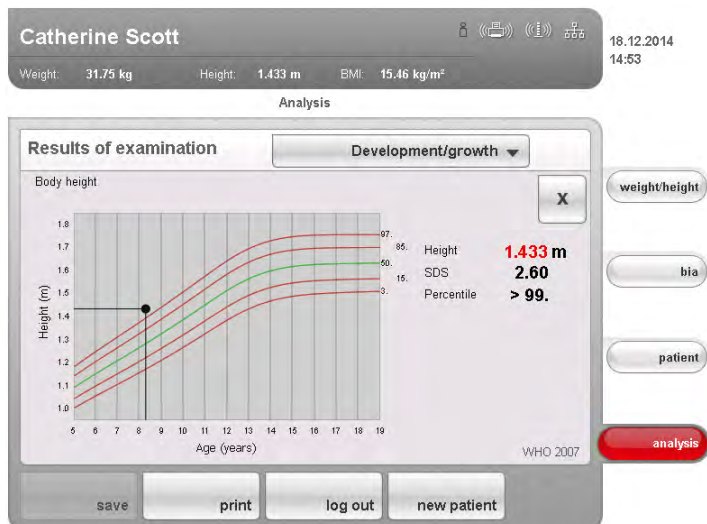 Catherine Scott
18.12.2014
14:53
Weight: 31.75 kg Height: 1.433 m BMI: 15.46 kg/m²
Analysis
Results of examination
Development/growth
Body height
X
1.8
1.7
1.6
1.5
1.4
1.3
1.2
1.1
1.0
Height (m)
97.
85.
50.
15.
3.
5 6 7 8 9 10 11 12 13 14 15 16 17 18 19
Age (years)
Height 1.433 m
SDS 2.60
Percentile > 99.
WHO 2007
weight/height
bia
patient
analysis
save print log out new patient